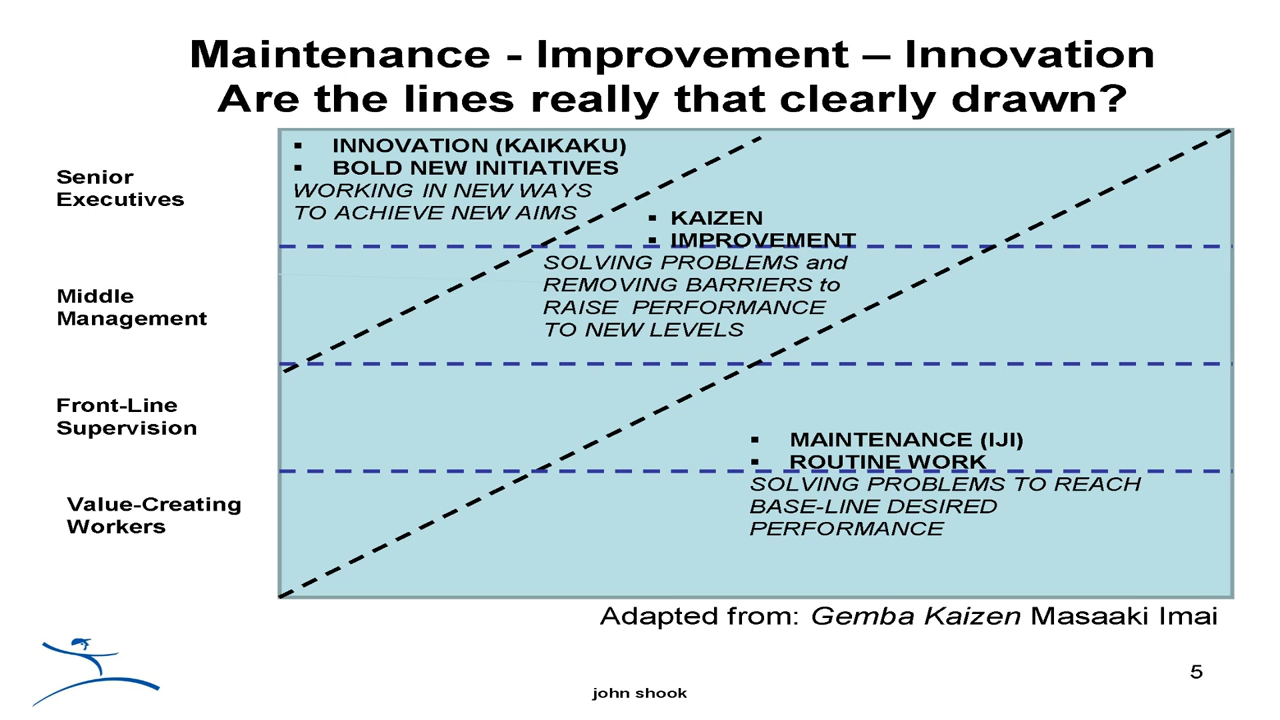 Maintenance - Improvement – Innovation
Are the lines really that clearly drawn?
Senior
Executives
▪ INNOVATION (KAIKAKU)
▪ BOLD NEW INITIATIVES
WORKING IN NEW WAYS
TO ACHIEVE NEW AIMS
▪ KAIZEN
▪ IMPROVEMENT
SOLVING PROBLEMS and
REMOVING BARRIERS to
RAISE PERFORMANCE
TO NEW LEVELS
Middle
Management
Front-Line
Supervision
▪ MAINTENANCE (IJI)
▪ ROUTINE WORK
SOLVING PROBLEMS TO REACH
BASE-LINE DESIRED
PERFORMANCE
Value-Creating
Workers
Adapted from: Gemba Kaizen Masaaki Imai
5
john shook